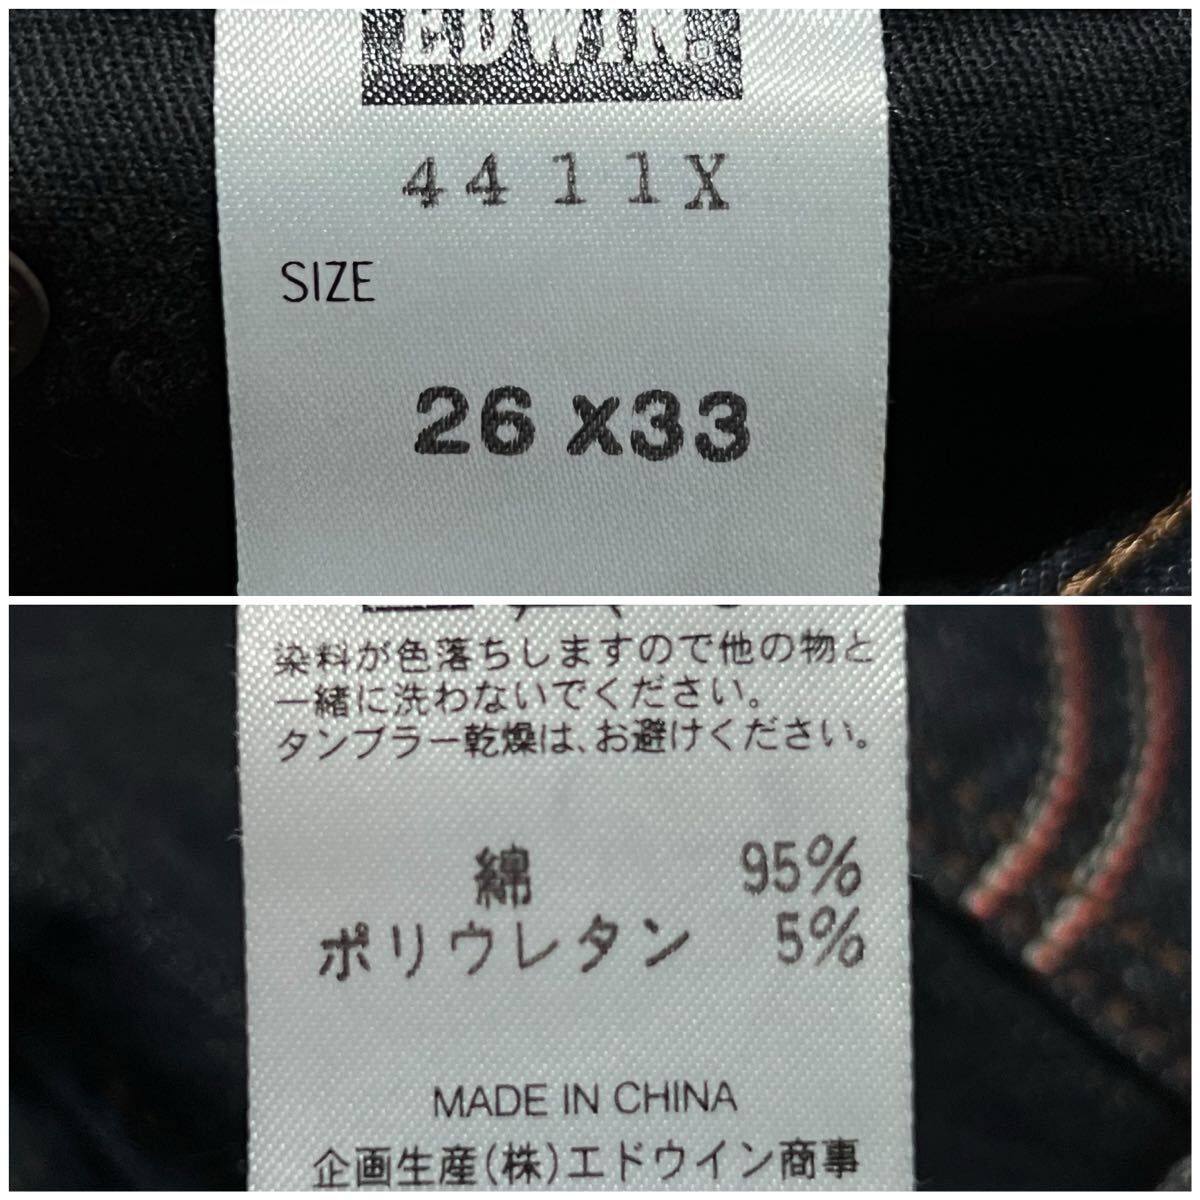 EDWIN®
4411X
SIZE
26 X33
染料が色落ちしますので他の物と
一緒に洗わないでください。
タンブラー乾燥は、お避けください。
綿 95%
ポリウレタン 5%
MADE IN CHINA
企画生産(株)エドウイン商事